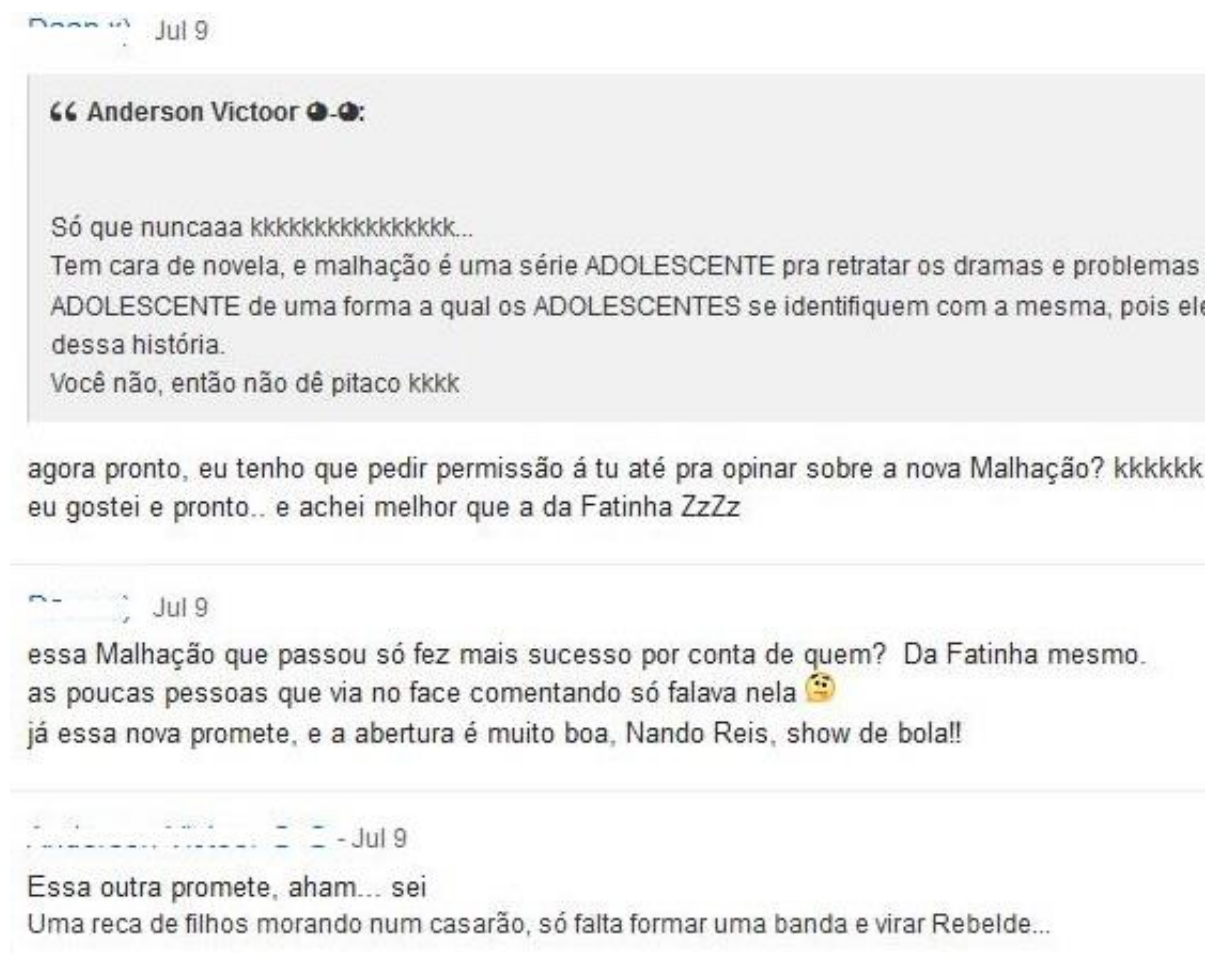 Jul 9
Anderson Victoor ◕-◕:
Só que nuncaaa kkkkkkkkkkkkkkkkk...
Tem cara de novela, e malhação é uma série ADOLESCENTE pra retratar os dramas e problemas
ADOLESCENTE de uma forma a qual os ADOLESCENTES se identifiquem com a mesma, pois ele
dessa história.
Você não, então não dê pitaco kkkk
agora pronto, eu tenho que pedir permissão á tu até pra opinar sobre a nova Malhação? kkkkkk
eu gostei e pronto.. e achei melhor que a da Fatinha ZzZz
Jul 9
essa Malhação que passou só fez mais sucesso por conta de quem? Da Fatinha mesmo.
as poucas pessoas que via no face comentando só falava nela
já essa nova promete, e a abertura é muito boa, Nando Reis, show de bola!!
- Jul 9
Essa outra promete, aham... sei
Uma reca de filhos morando num casarão, só falta formar uma banda e virar Rebelde...